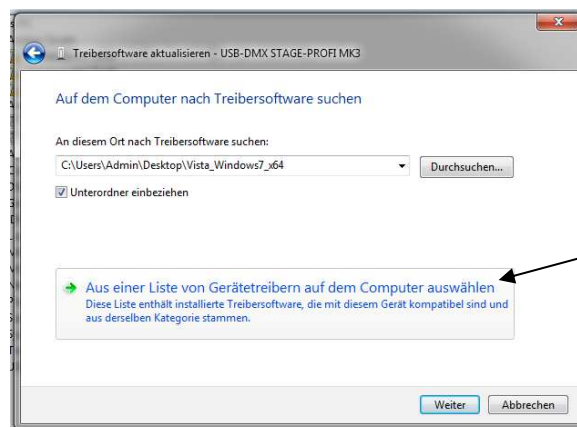 Treibersoftware aktualisieren - USB-DMX STAGE-PROFI MK3
Auf dem Computer nach Treibersoftware suchen
An diesem Ort nach Treibersoftware suchen:
C:\Users\Admin\Desktop\Vista_Windows7_x64
Durchsuchen...
Unterordner einbeziehen
Aus einer Liste von Gerätetreibern auf dem Computer auswählen
Diese Liste enthält installierte Treibersoftware, die mit diesem Gerät kompatibel sind und
aus derselben Kategorie stammen.
Weiter
Abbrechen